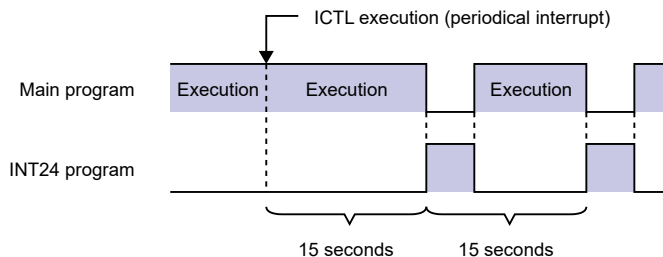 ICTL execution (periodical interrupt)
Main program
Execution
Execution
Execution
INT24 program
15 seconds
15 seconds